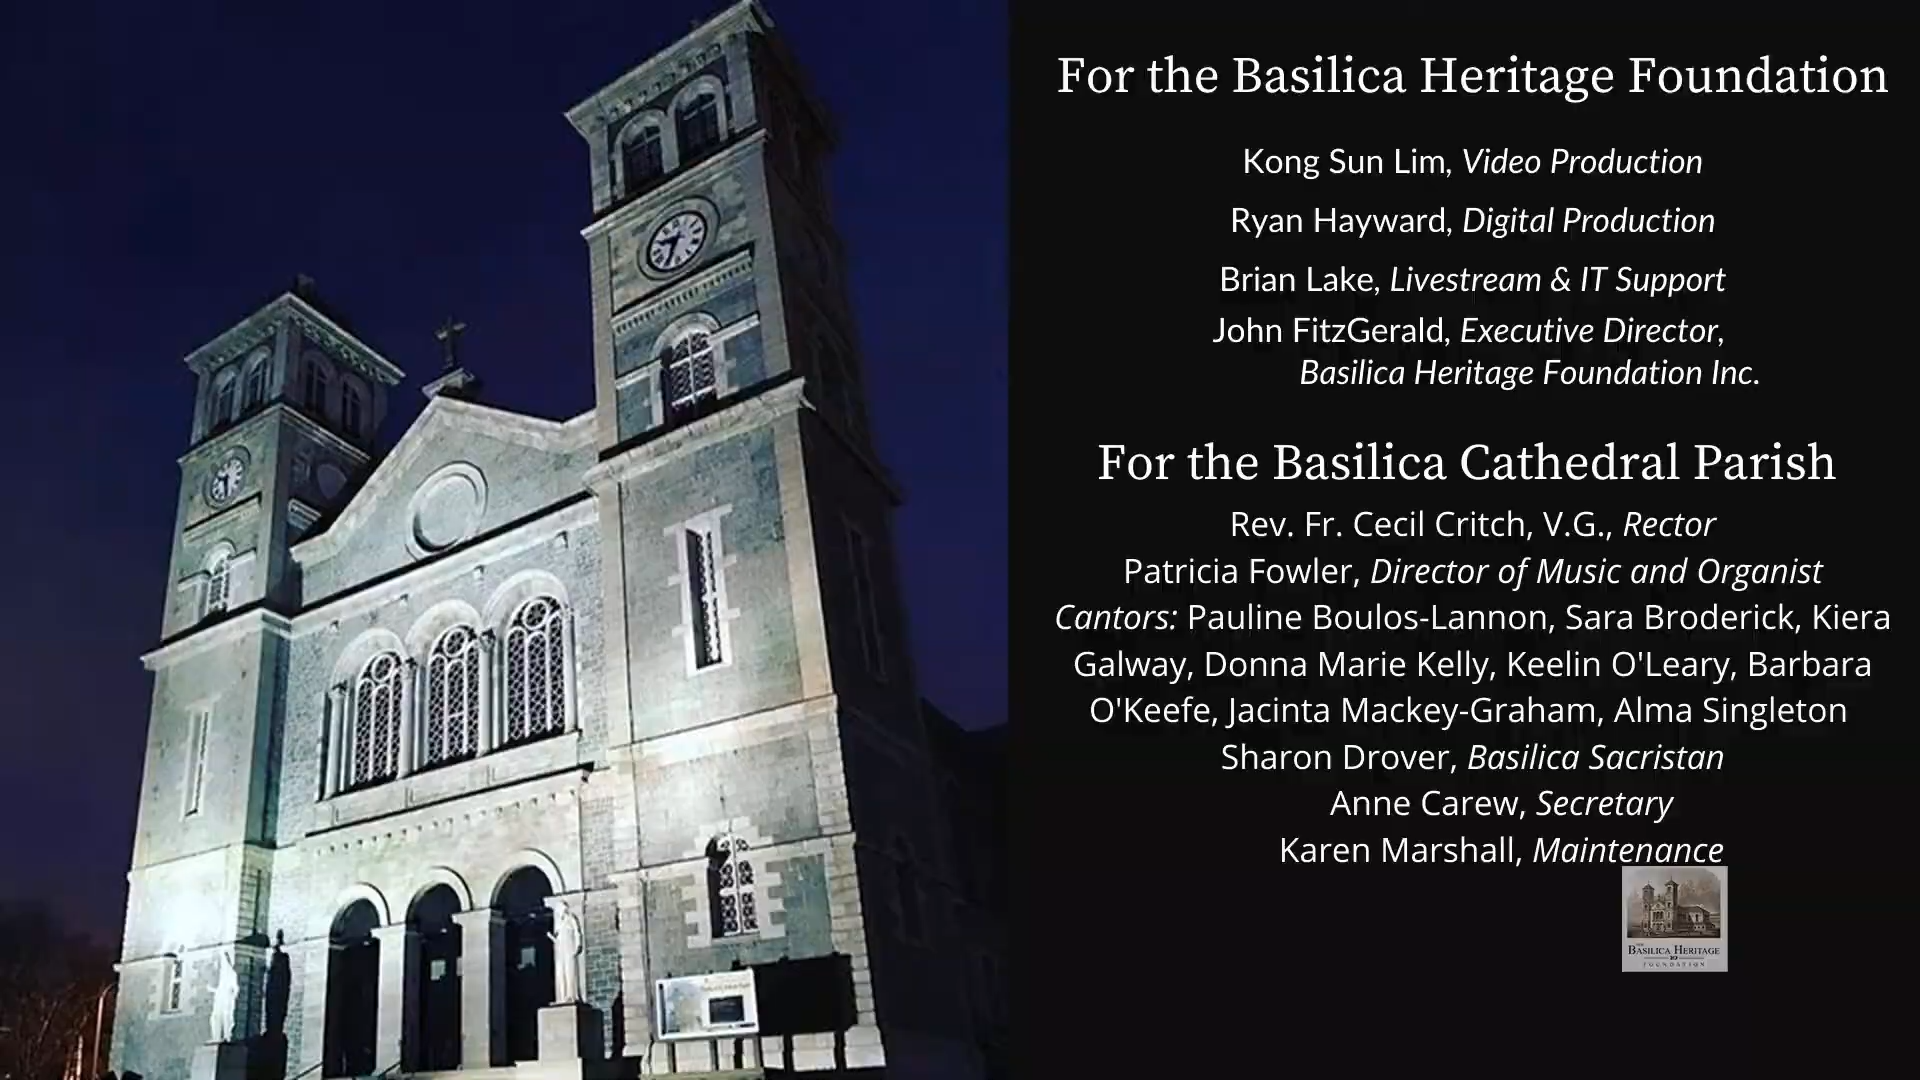 For the Basilica Heritage Foundation
Kong Sun Lim, Video Production
Ryan Hayward, Digital Production
Brian Lake, Livestream & IT Support
John FitzGerald, Executive Director,
Basilica Heritage Foundation Inc.
For the Basilica Cathedral Parish
Rev. Fr. Cecil Critch, V.G., Rector
Patricia Fowler, Director of Music and Organist
Cantors: Pauline Boulos-Lannon, Sara Broderick, Kiera
Galway, Donna Marie Kelly, Keelin O'Leary, Barbara
O'Keefe, Jacinta Mackey-Graham, Alma Singleton
Sharon Drover, Basilica Sacristan
Anne Carew, Secretary
Karen Marshall, Maintenance
BASILICA HERITAGE
FOUNDATION